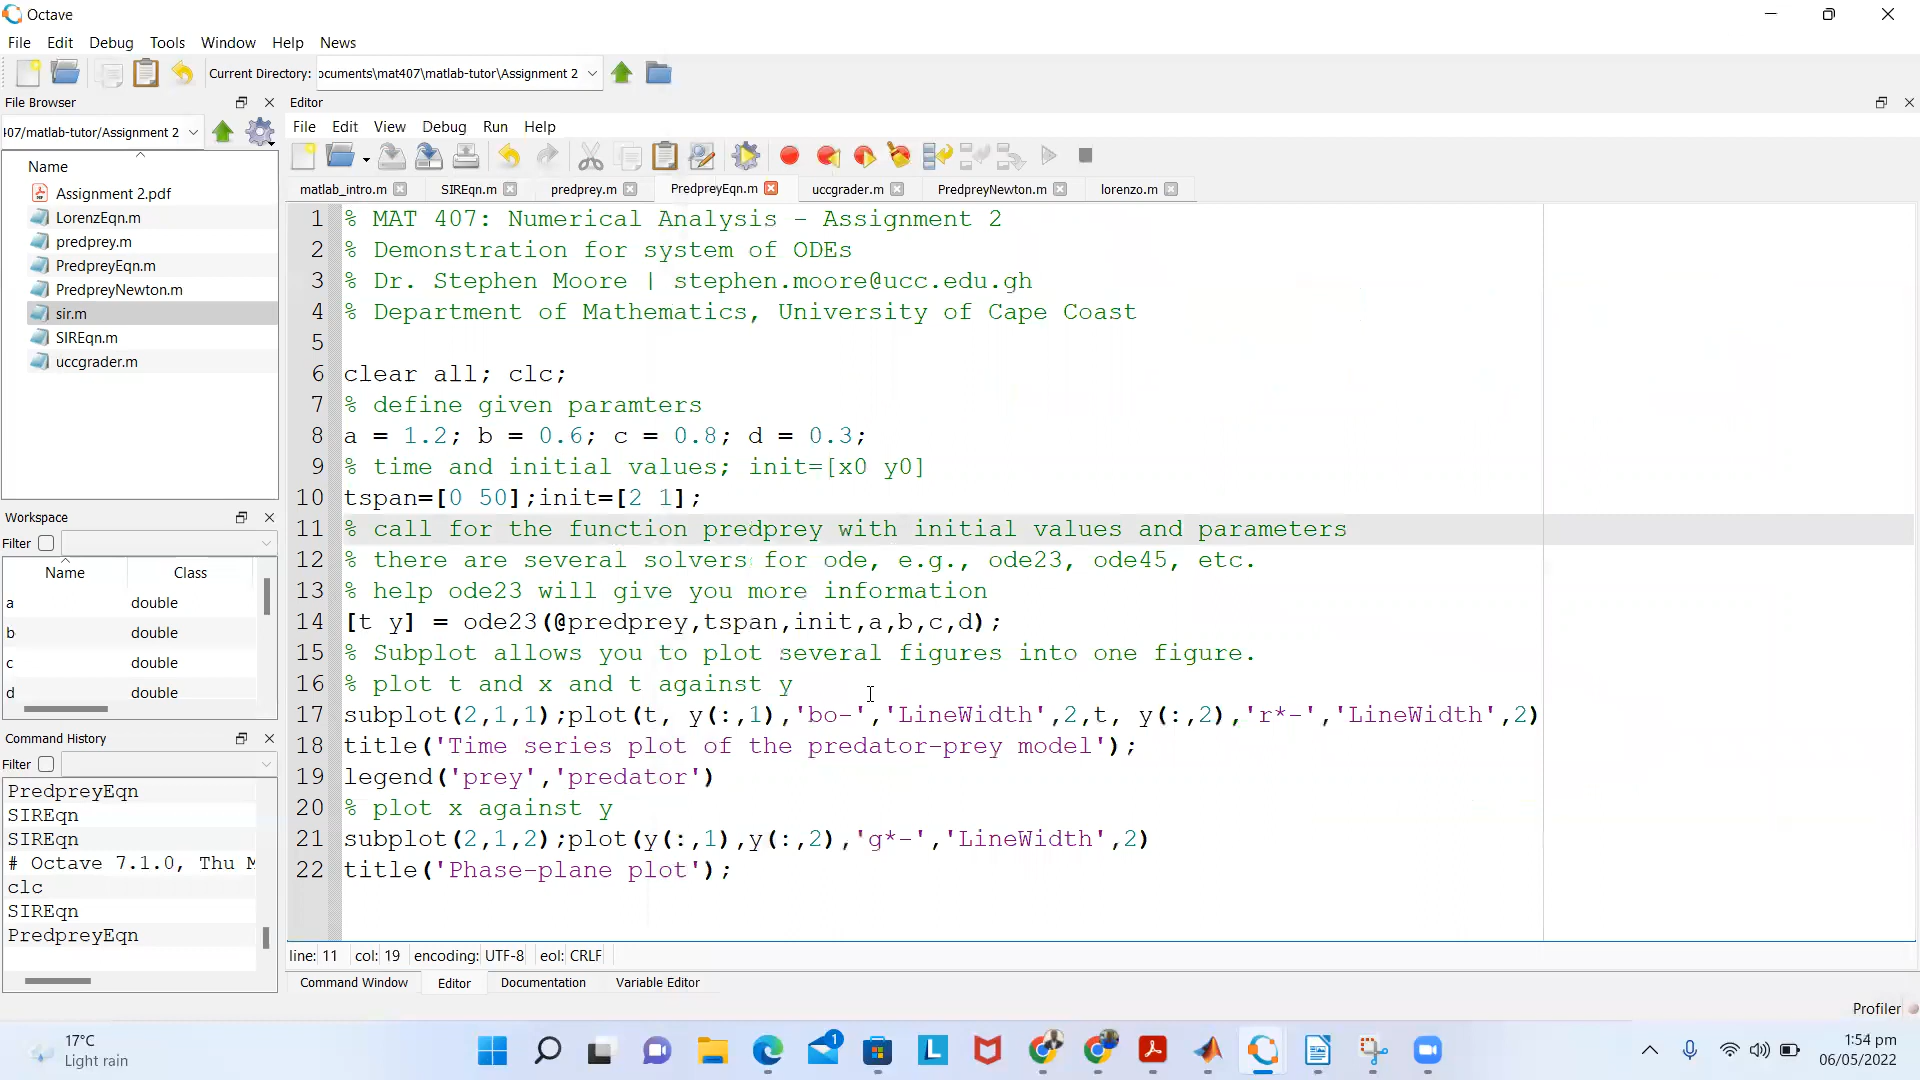 Octave
File Edit Debug Tools Window Help News
Current Directory: ocuments\mat407\matlab-tutor\Assignment 2
File Browser
Editor
407/matlab-tutor/Assignment 2
File Edit View Debug Run Help
Name
matlab_intro.m SIREqn.m predprey.m PredpreyEqn.m uccgrader.m PredpreyNewton.m lorenzo.m
Assignment 2.pdf
LorenzEqn.m
predprey.m
PredpreyEqn.m
PredpreyNewton.m
sir.m
SIREqn.m
uccgrader.m
1 % MAT 407: Numerical Analysis - Assignment 2
2 % Demonstration for system of ODEs
3 % Dr. Stephen Moore | stephen.moore@ucc.edu.gh
4 % Department of Mathematics, University of Cape Coast
5
6 clear all; clc;
7 % define given paramters
8 a = 1.2; b = 0.6; c = 0.8; d = 0.3;
9 % time and initial values; init=[x0 y0]
10 tspan=[0 50];init=[2 1];
11 % call for the function predprey with initial values and parameters
12 % there are several solvers for ode, e.g., ode23, ode45, etc.
13 % help ode23 will give you more information
14 [t y] = ode23(@predprey,tspan,init,a,b,c,d);
15 % Subplot allows you to plot several figures into one figure.
16 % plot t and x and t against y
17 subplot(2,1,1);plot(t, y(:,1),'bo-','LineWidth',2,t, y(:,2),'r*-','LineWidth',2)
18 title('Time series plot of the predator-prey model');
19 legend('prey','predator')
20 % plot x against y
21 subplot(2,1,2);plot(y(:,1),y(:,2),'g*-','LineWidth',2)
22 title('Phase-plane plot');
Workspace
Filter
Name Class
a double
b double
c double
d double
Command History
Filter
PredpreyEqn
SIREqn
SIREqn
# Octave 7.1.0, Thu M
clc
SIREqn
PredpreyEqn
line: 11 col: 19 encoding: UTF-8 eol: CRLF
Command Window Editor Documentation Variable Editor
Profiler
17°C
Light rain
1
L
1:54 pm
06/05/2022